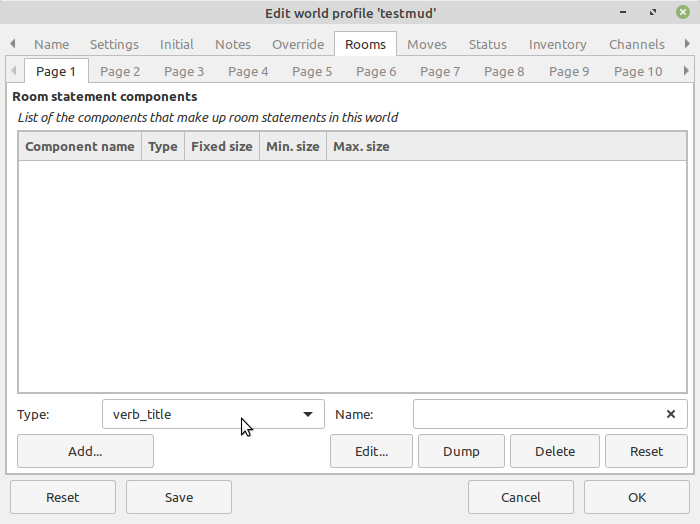 Edit world profile 'testmud'
Name Settings Initial Notes Override Rooms Moves Status Inventory Channels
Page 1 Page 2 Page 3 Page 4 Page 5 Page 6 Page 7 Page 8 Page 9 Page 10
Room statement components
List of the components that make up room statements in this world
Component name Type Fixed size Min. size Max. size
Type: verb_title Name:
Add... Edit... Dump Delete Reset
Reset Save Cancel OK